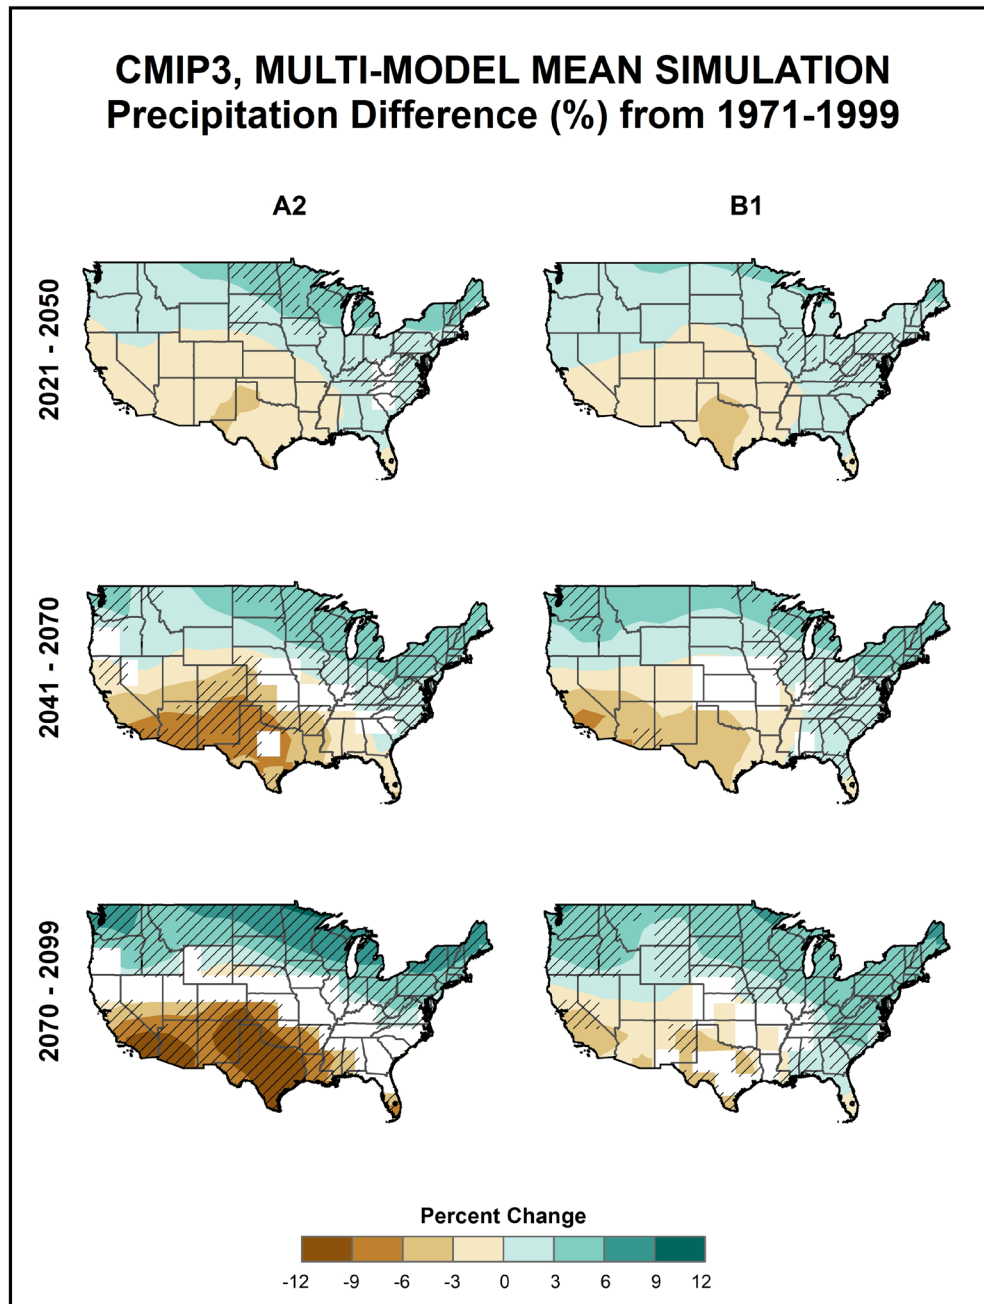 CMIP3, MULTI-MODEL MEAN SIMULATION
Precipitation Difference (%) from 1971-1999
A2
B1
2021 - 2050
2041 - 2070
2070 - 2099
Percent Change
-12 -9 -6 -3 0 3 6 9 12